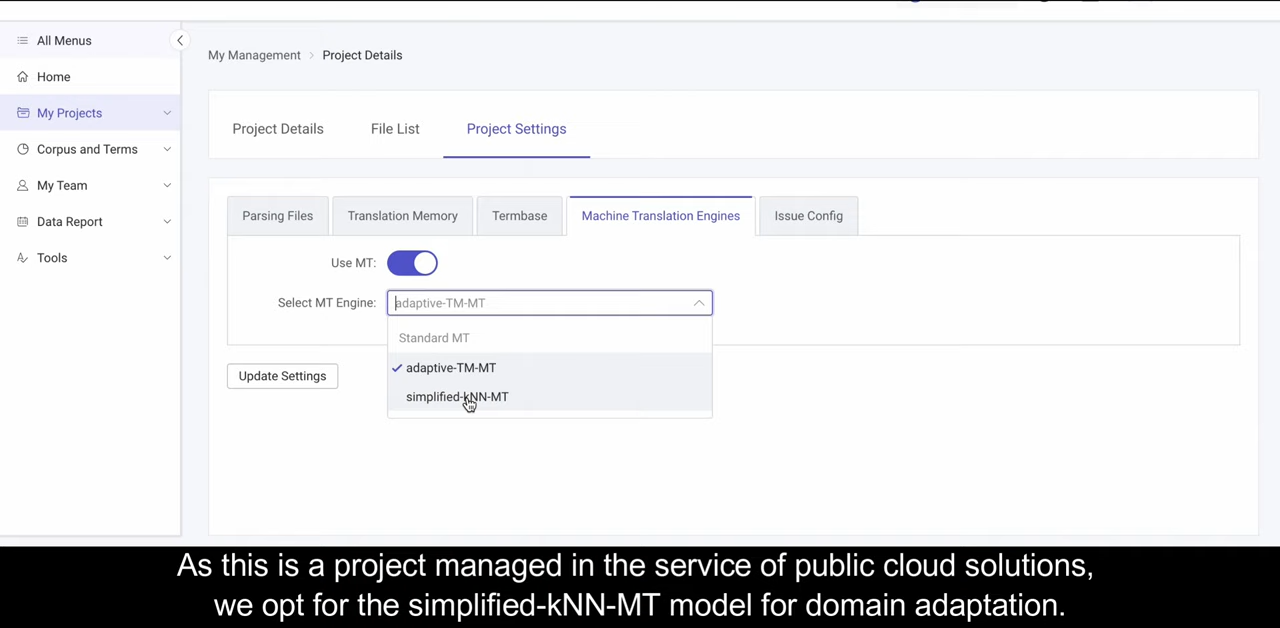 All Menus
Home
My Projects
Corpus and Terms
My Team
Data Report
Tools
My Management > Project Details
Project Details File List Project Settings
Parsing Files Translation Memory Termbase Machine Translation Engines Issue Config
Use MT:
Select MT Engine: adaptive-TM-MT
Standard MT
adaptive-TM-MT
simplified-kNN-MT
Update Settings
As this is a project managed in the service of public cloud solutions,
we opt for the simplified-kNN-MT model for domain adaptation.